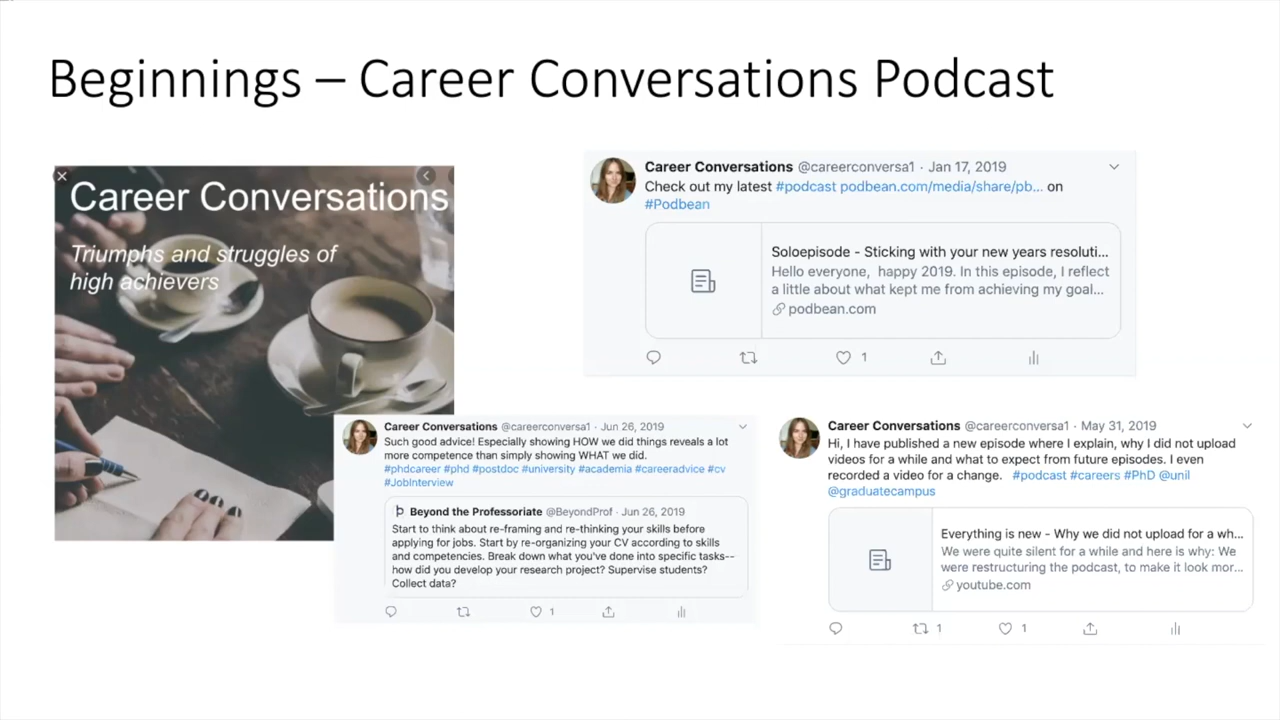 Beginnings – Career Conversations Podcast
Career Conversations
Triumphs and struggles of
high achievers
Career Conversations @careerconversa1 · Jan 17, 2019
Check out my latest #podcast podbean.com/media/share/pb... on
#Podbean
Soloepisode - Sticking with your new years resoluti...
Hello everyone, happy 2019. In this episode, I reflect
a little about what kept me from achieving my goal...
podbean.com
1
Career Conversations @careerconversa1 · Jun 26, 2019
Such good advice! Especially showing HOW we did things reveals a lot
more competence than simply showing WHAT we did.
#phdcareer #phd #postdoc #university #academia #careeradvice #cv
#JobInterview
Beyond the Professoriate @BeyondProf · Jun 26, 2019
Start to think about re-framing and re-thinking your skills before
applying for jobs. Start by re-organizing your CV according to skills
and competencies. Break down what you've done into specific tasks--
how did you develop your research project? Supervise students?
Collect data?
1
Career Conversations @careerconversa1 · May 31, 2019
Hi, I have published a new episode where I explain, why I did not upload
videos for a while and what to expect from future episodes. I even
recorded a video for a change. #podcast #careers #PhD @unil
@graduatecampus
Everything is new - Why we did not upload for a wh...
We were quite silent for a while and here is why: We
were restructuring the podcast, to make it look mor...
youtube.com
1 1